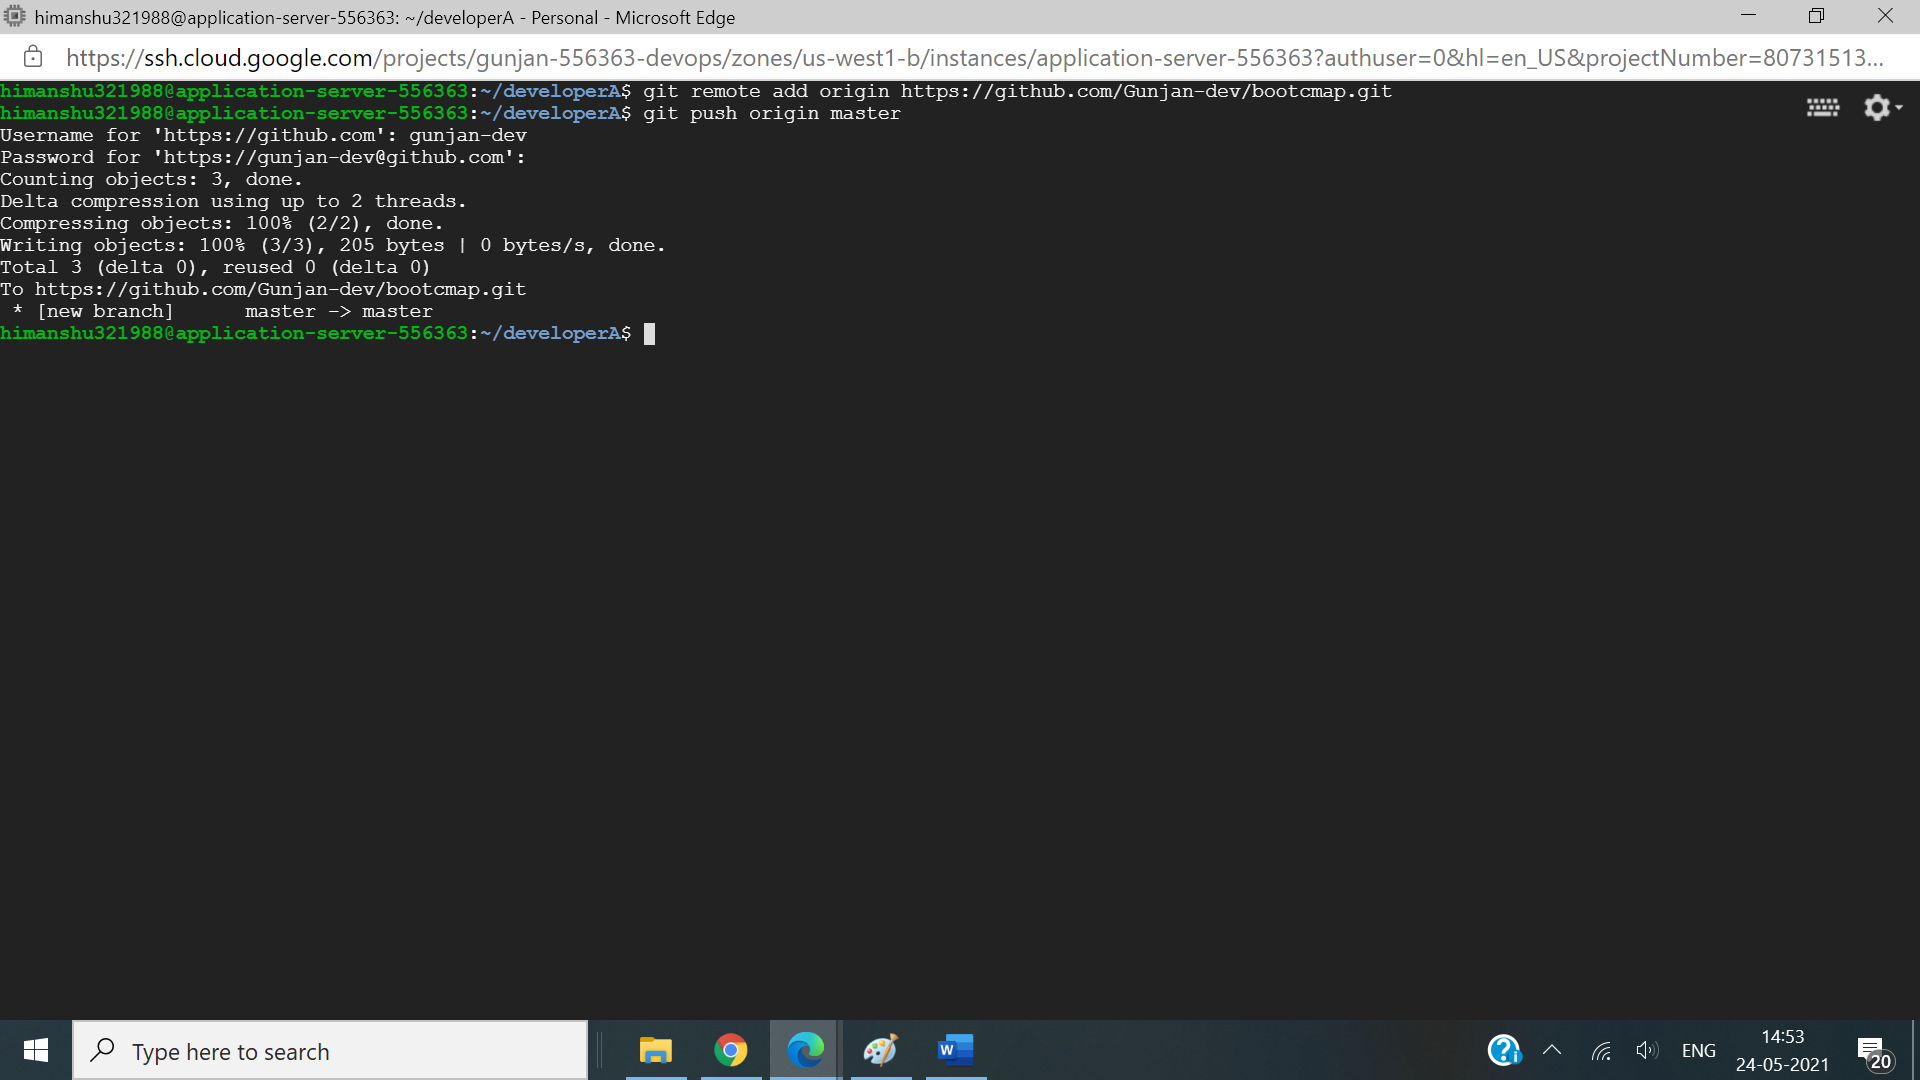 himanshu321988@application-server-556363: ~/developerA - Personal - Microsoft Edge
https://ssh.cloud.google.com/projects/gunjan-556363-devops/zones/us-west1-b/instances/application-server-556363?authuser=0&hl=en_US&projectNumber=80731513...
himanshu321988@application-server-556363:~/developerA$ git remote add origin https://github.com/Gunjan-dev/bootcmap.git
himanshu321988@application-server-556363:~/developerA$ git push origin master
Username for 'https://github.com': gunjan-dev
Password for 'https://gunjan-dev@github.com':
Counting objects: 3, done.
Delta compression using up to 2 threads.
Compressing objects: 100% (2/2), done.
Writing objects: 100% (3/3), 205 bytes | 0 bytes/s, done.
Total 3 (delta 0), reused 0 (delta 0)
To https://github.com/Gunjan-dev/bootcmap.git
 * [new branch]      master -> master
himanshu321988@application-server-556363:~/developerA$
Type here to search
W
ENG
14:53
24-05-2021
20